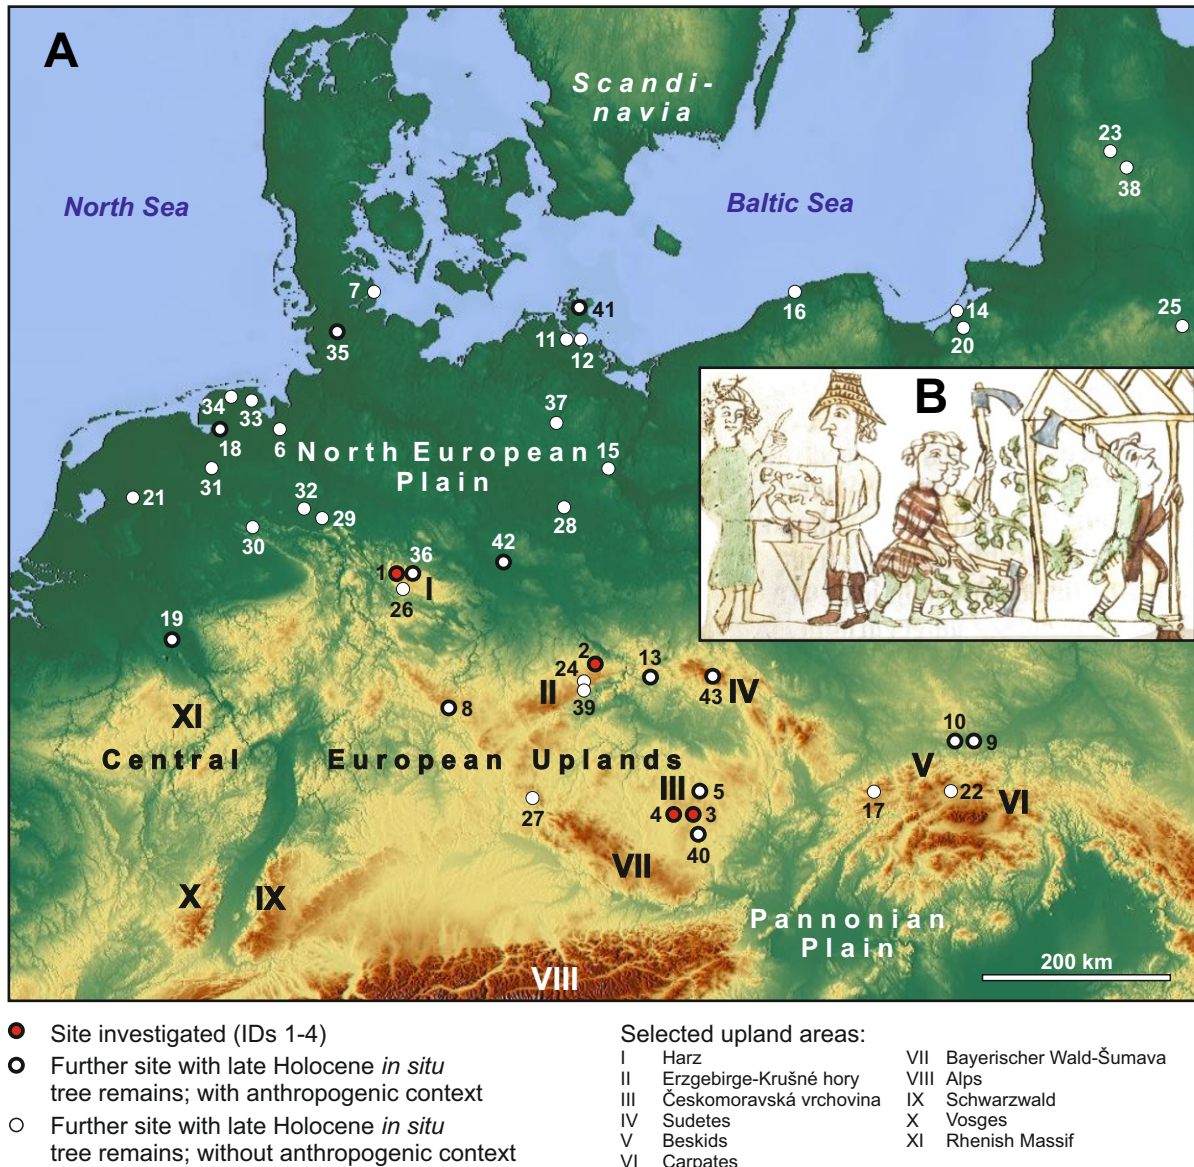 A
Scandi-
navia
North Sea
Baltic Sea
23
38
7
41
16
14
25
35
11
12
20
34
33
37
B
18
6
North European
Plain
15
31
21
32
29
28
30
42
36
1
I
26
19
2
24
13
II
39
43
IV
8
XI
10
9
Central European Uplands
V
III
5
17
22
VI
27
4
3
40
VII
X
IX
Pannonian
Plain
200 km
VIII
Site investigated (IDs 1-4)
Further site with late Holocene in situ
tree remains; with anthropogenic context
Further site with late Holocene in situ
tree remains; without anthropogenic context
Selected upland areas:
I Harz
II Erzgebirge-Krušné hory
III Českomoravská vrchovina
IV Sudetes
V Beskids
VI Carpates
VII Bayerischer Wald-Šumava
VIII Alps
IX Schwarzwald
X Vosges
XI Rhenish Massif